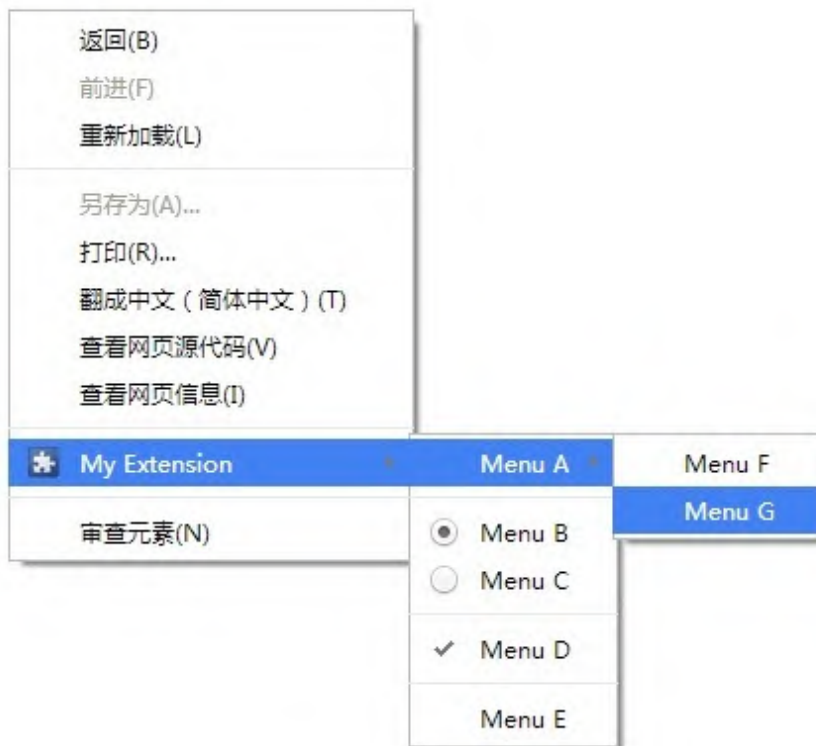 返回(B)
前进(F)
重新加载(L)
另存为(A)...
打印(R)...
翻成中文（简体中文）(T)
查看网页源代码(V)
查看网页信息(I)
My Extension
审查元素(N)
Menu A
Menu B
Menu C
Menu D
Menu E
Menu F
Menu G